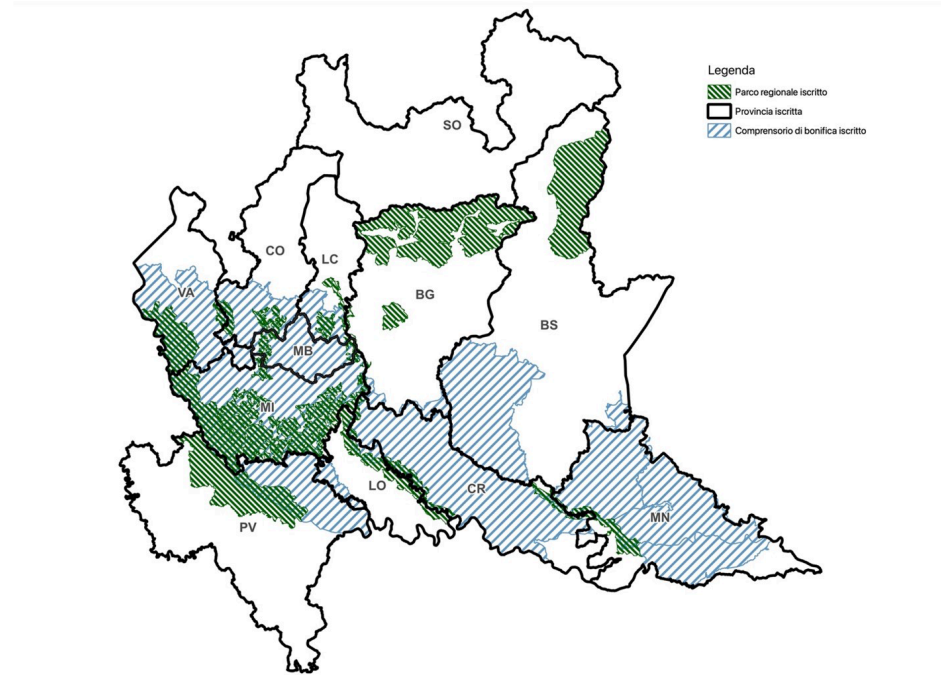 Legenda
Parco regionale iscritto
Provincia iscritta
Comprensorio di bonifica iscritto
SO
CO
LC
VA
BG
BS
MB
MI
LO
CR
MN
PV